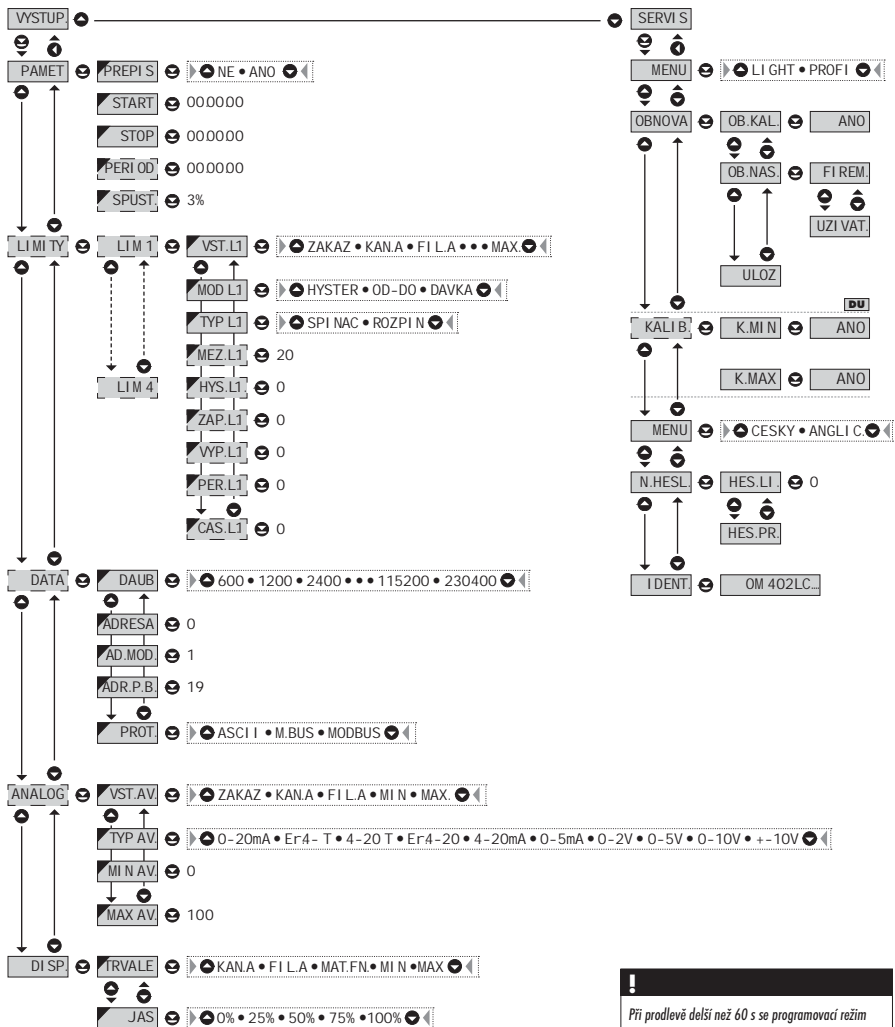 VYSTUP.
PAMET PREPIS NE • ANO
START 00.00.00
STOP 00.00.00
PERIOD 00.00.00
SPUST. 3%
LIMITY LIM 1 VST.L1 ZAKAZ • KAN.A • FIL.A • • • MAX.
MOD L1 HYSTER • OD-DO • DAVKA
TYP L1 SPINAC • ROZPIN
MEZ.L1 20
LIM 4 HYS.L1. 0
ZAP.L1 0
VYP.L1 0
PER.L1 0
CAS.L1 0
DATA DAUB 600 • 1200 • 2400 • • • 115200 • 230400
ADRESA 0
AD.MOD. 1
ADR.P.B. 19
PROT. ASCII • M.BUS • MODBUS
ANALOG VST.AV. ZAKAZ • KAN.A • FIL.A • MIN • MAX.
TYP AV. 0-20mA • Er4- T • 4-20 T • Er4-20 • 4-20mA • 0-5mA • 0-2V • 0-5V • 0-10V • +-10V
MIN AV. 0
MAX AV. 100
DISP. TRVALE KAN.A • FIL.A • MAT.FN. • MIN • MAX
JAS 0% • 25% • 50% • 75% • 100%
SERVIS
MENU LIGHT • PROFI
OBNOVA OB.KAL. ANO
OB.NAS. FIREM.
UZIVAT.
ULOZ
DU
KALIB. K.MIN ANO
K.MAX ANO
MENU CESKY • ANGLIC.
N.HESL. HES.LI. 0
HES.PR.
IDENT. OM 402LC...
!
Při prodlevě delší než 60 s se programovací režim